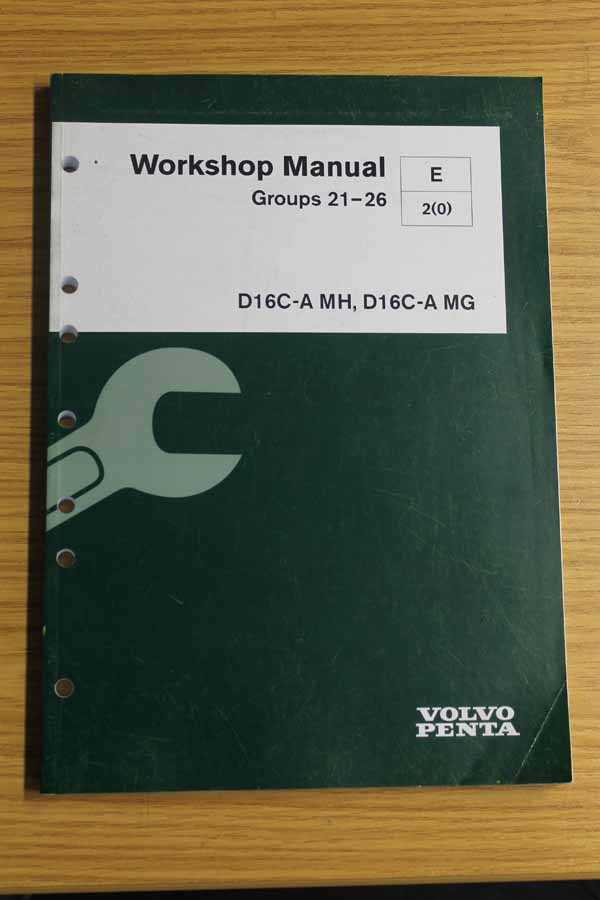 Workshop Manual
Groups 21–26
E
2(0)
D16C-A MH, D16C-A MG
VOLVO
PENTA